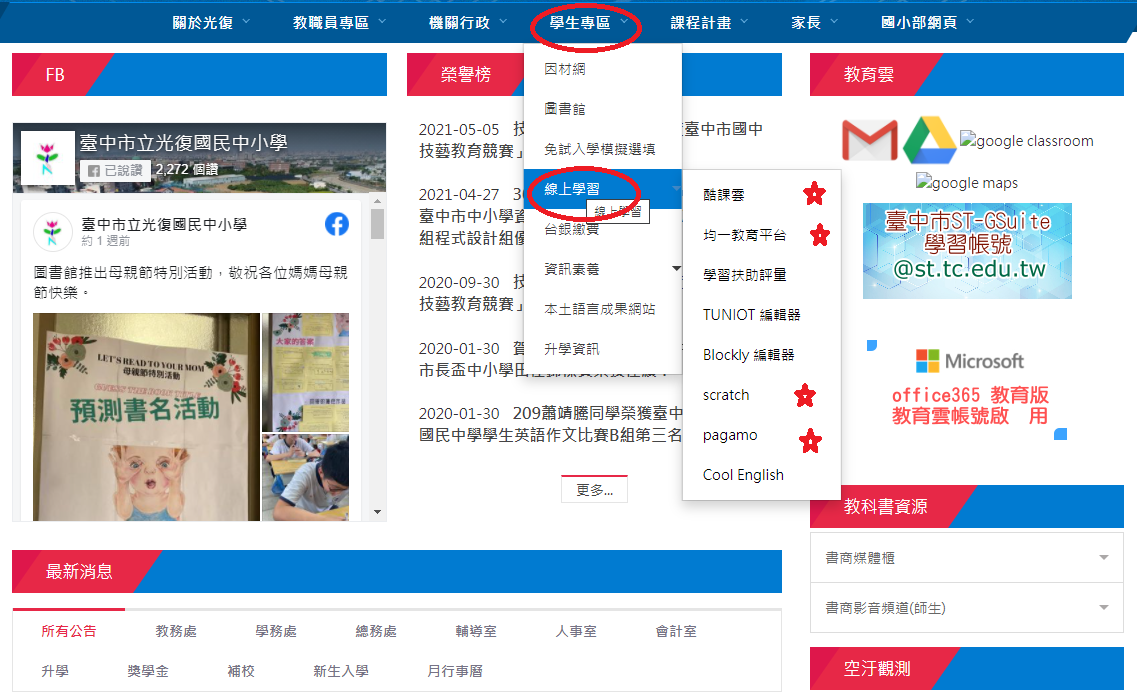 關於光復
教職員專區
機關行政
學生專區
課程計畫
家長
國小部網頁
FB
臺中市立光復國民中小學
已說讚
2,272 個讚
臺中市立光復國民中小學
約 1 週前
圖書館推出母親節特別活動，敬祝各位媽媽母親
節快樂。
LET'S READ TO YOUR MOM
母親節特別活動
預測書名活動
大家的答案
榮譽榜
2021-05-05
臺中市國中
技藝教育競賽」
2021-04-27
臺中市中小學
組程式設計組
2020-09-30
技藝教育競賽」
2020-01-30
市長盃中小學
2020-01-30 209蕭靖騰同學榮獲臺中
國民中學學生英語作文比賽B組第三名
更多...
因材網
圖書館
免試入學模擬選填
線上學習
線上學習
台銀繳費
資訊素養
本土語言成果網站
升學資訊
酷課雲
均一教育平台
學習扶助評量
TUNIOT 編輯器
Blockly 編輯器
scratch
pagamo
Cool English
教育雲
google classroom
google maps
臺中市ST-GSuite
學習帳號
@st.tc.edu.tw
Microsoft
office365 教育版
教育雲帳號啟 用
教科書資源
書商媒體櫃
書商影音頻道(師生)
空汙觀測
最新消息
所有公告
教務處
學務處
總務處
輔導室
人事室
會計室
升學
獎學金
補校
新生入學
月行事曆